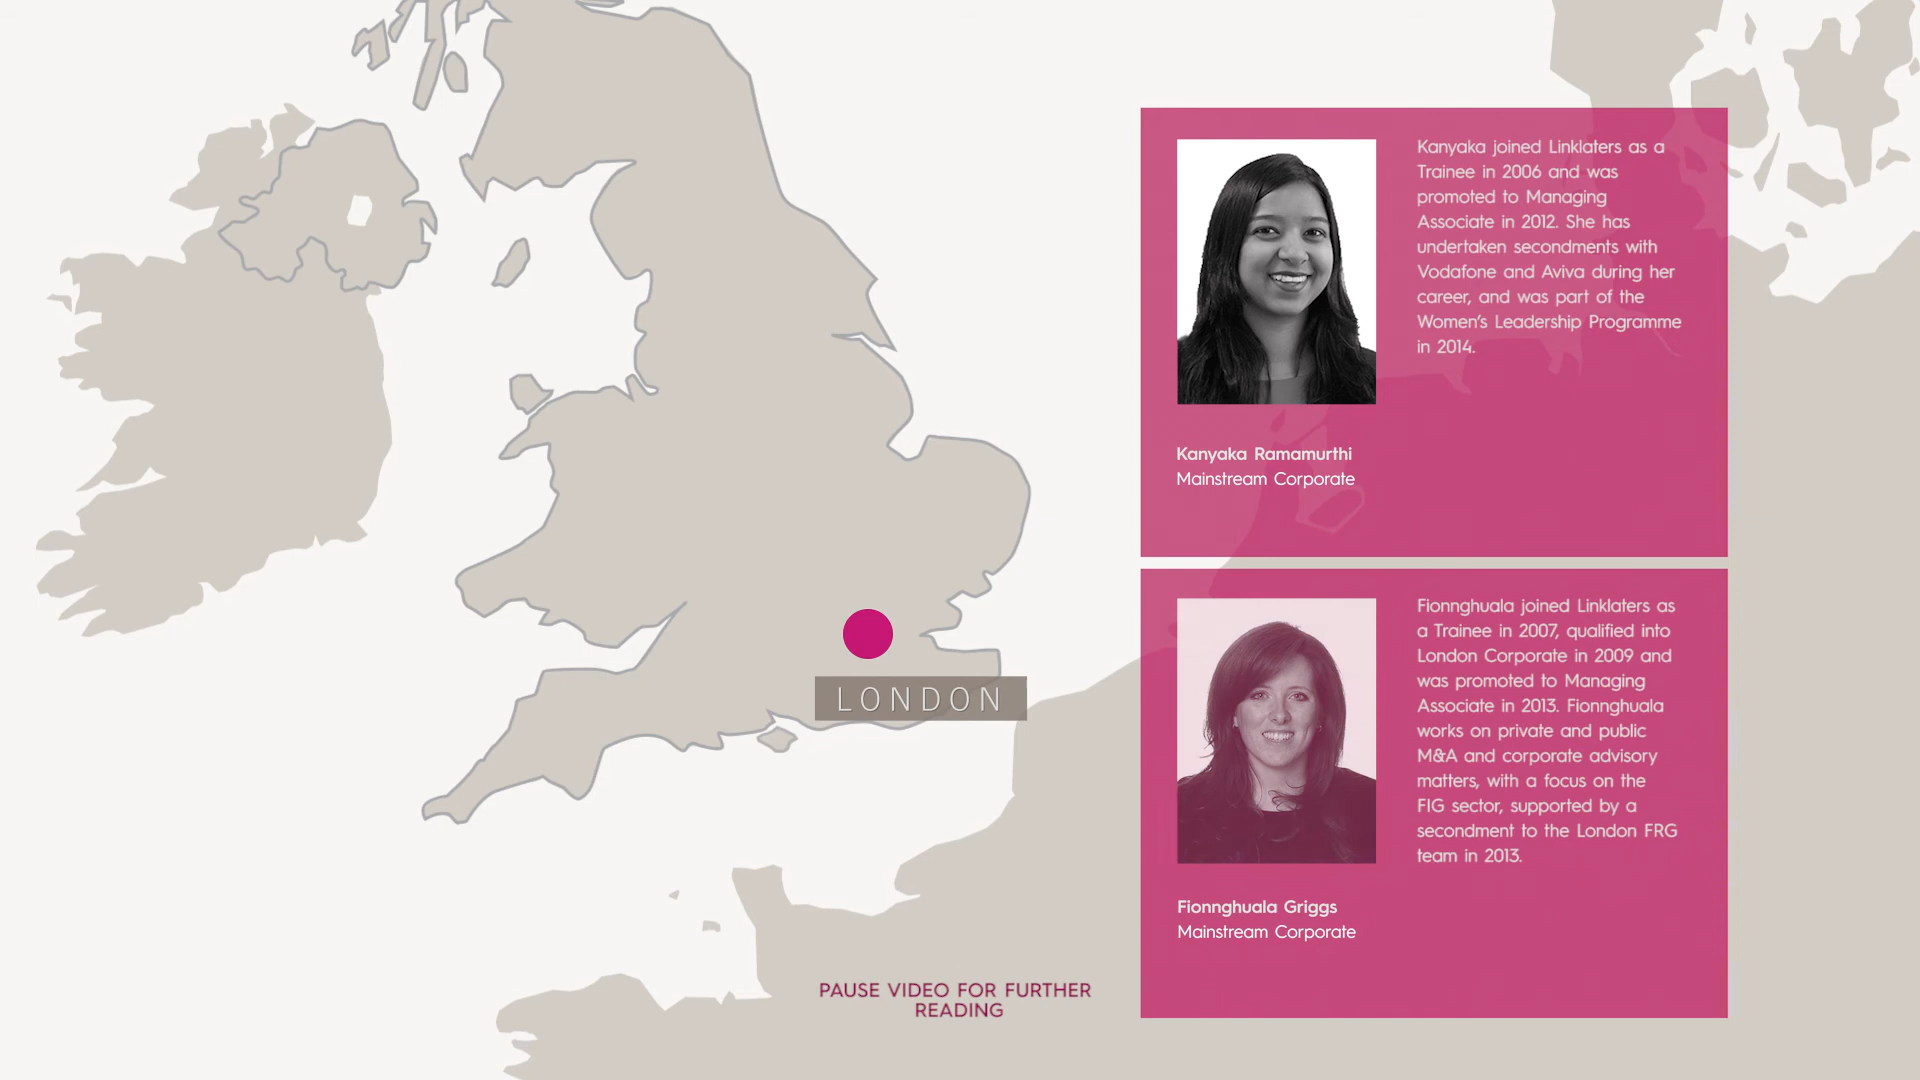 Kanyaka joined Linklaters as a
Trainee in 2006 and was
promoted to Managing
Associate in 2012. She has
undertaken secondments with
Vodafone and Aviva during her
career, and was part of the
Women's Leadership Programme
in 2014.
Kanyaka Ramamurthi
Mainstream Corporate
Fionnghuala joined Linklaters as
a Trainee in 2007, qualified into
London Corporate in 2009 and
was promoted to Managing
Associate in 2013. Fionnghuala
works on private and public
M&A and corporate advisory
matters, with a focus on the
FIG sector, supported by a
secondment to the London FRG
team in 2013.
Fionnghuala Griggs
Mainstream Corporate
LONDON
PAUSE VIDEO FOR FURTHER
READING